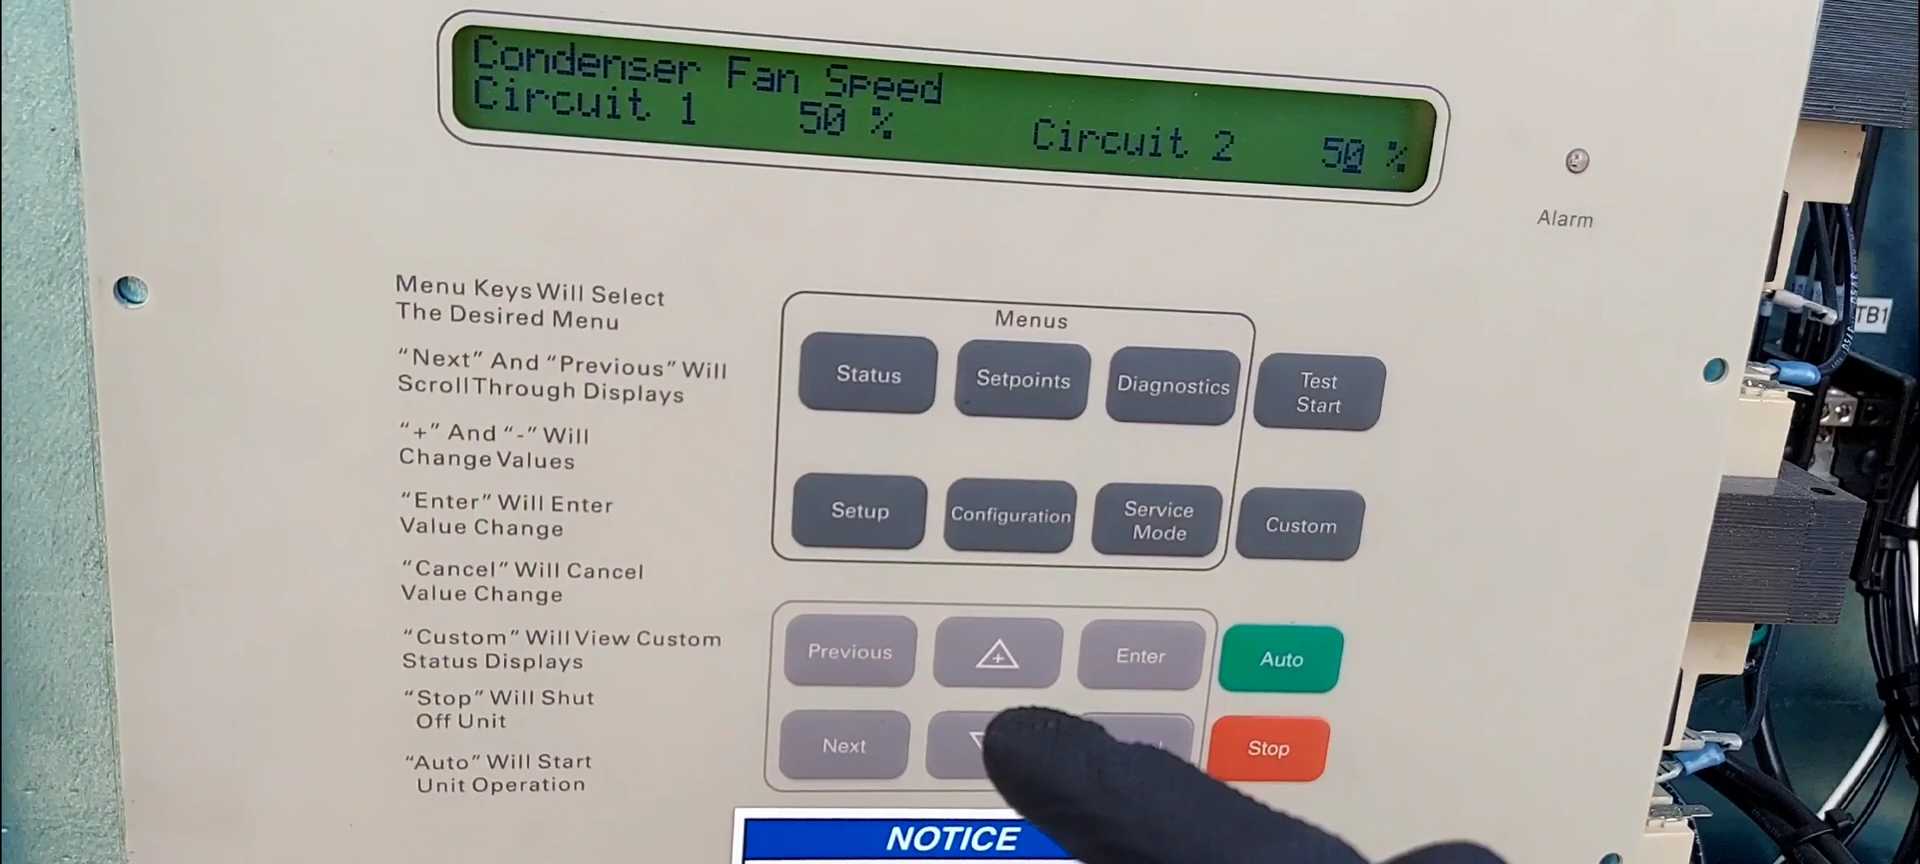 Condenser Fan Speed
Circuit 1 50 % Circuit 2 50 %
Alarm
Menu Keys Will Select
The Desired Menu
"Next" And "Previous" Will
Scroll Through Displays
"+" And "-" Will
Change Values
"Enter" Will Enter
Value Change
"Cancel" Will Cancel
Value Change
"Custom" Will View Custom
Status Displays
"Stop" Will Shut
Off Unit
"Auto" Will Start
Unit Operation
Menus
Status
Setpoints
Diagnostics
Test
Start
Setup
Configuration
Service
Mode
Custom
Previous
+
Enter
Auto
Next
Stop
NOTICE
TB1